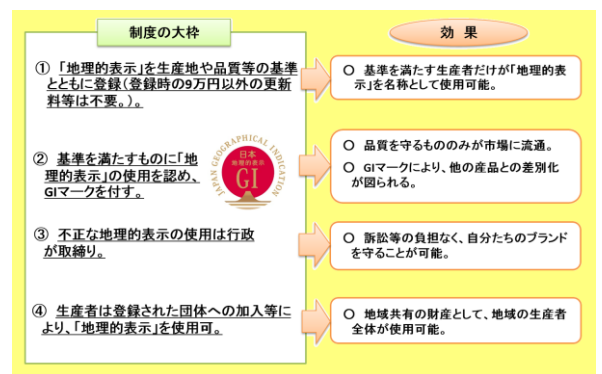 制度の大枠
効 果
① 「地理的表示」を生産地や品質等の基準
とともに登録(登録時の9万円以外の更新
料等は不要。)。
○ 基準を満たす生産者だけが「地理的表
示」を名称として使用可能。
② 基準を満たすものに「地
理的表示」の使用を認め、
GIマークを付す。
JAPAN GEOGRAPHICAL INDICATION
日本
地理的表示
GI
○ 品質を守るもののみが市場に流通。
○ GIマークにより、他の産品との差別化
が図られる。
③ 不正な地理的表示の使用は行政
が取締り。
○ 訴訟等の負担なく、自分たちのブランド
を守ることが可能。
④ 生産者は登録された団体への加入等に
より、「地理的表示」を使用可。
○ 地域共有の財産として、地域の生産者
全体が使用可能。